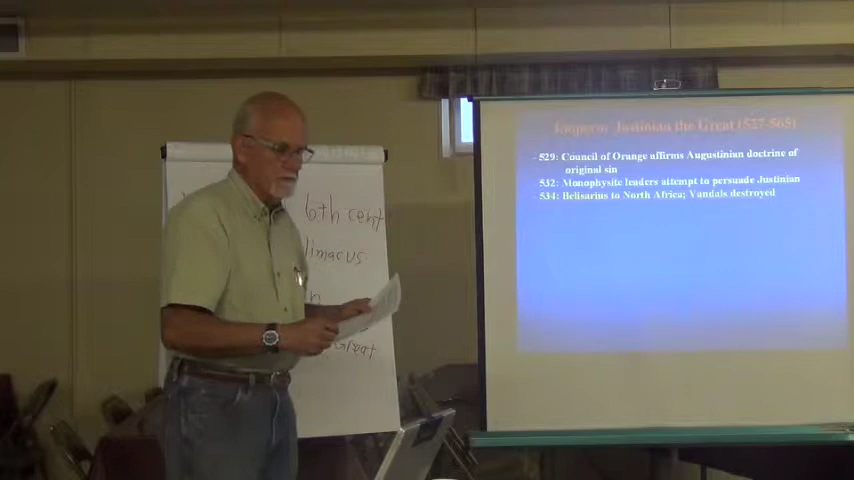 Emperor Justinian the Great (527-565)
- 529: Council of Orange affirms Augustinian doctrine of
original sin
532: Monophysite leaders attempt to persuade Justinian
534: Belisarius to North Africa; Vandals destroyed
6th cent
limacus